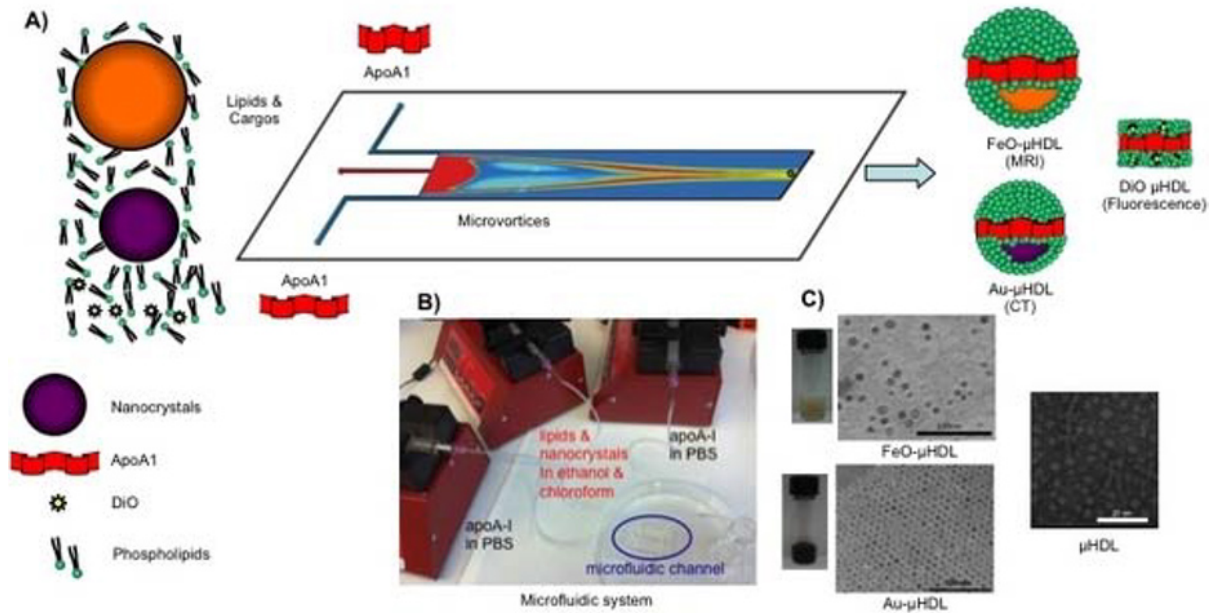 A)
ApoA1
Lipids &
Cargos
Microvortices
ApoA1
FeO-µHDL
(MRI)
DiO µHDL
(Fluorescence)
Au-µHDL
(CT)
Nanocrystals
ApoA1
DiO
Phospholipids
B)
lipids &
nanocrystals
In ethanol &
chloroform
apoA-I
in PBS
apoA-I
in PBS
microfluidic channel
Microfluidic system
C)
FeO-µHDL
Au-µHDL
µHDL